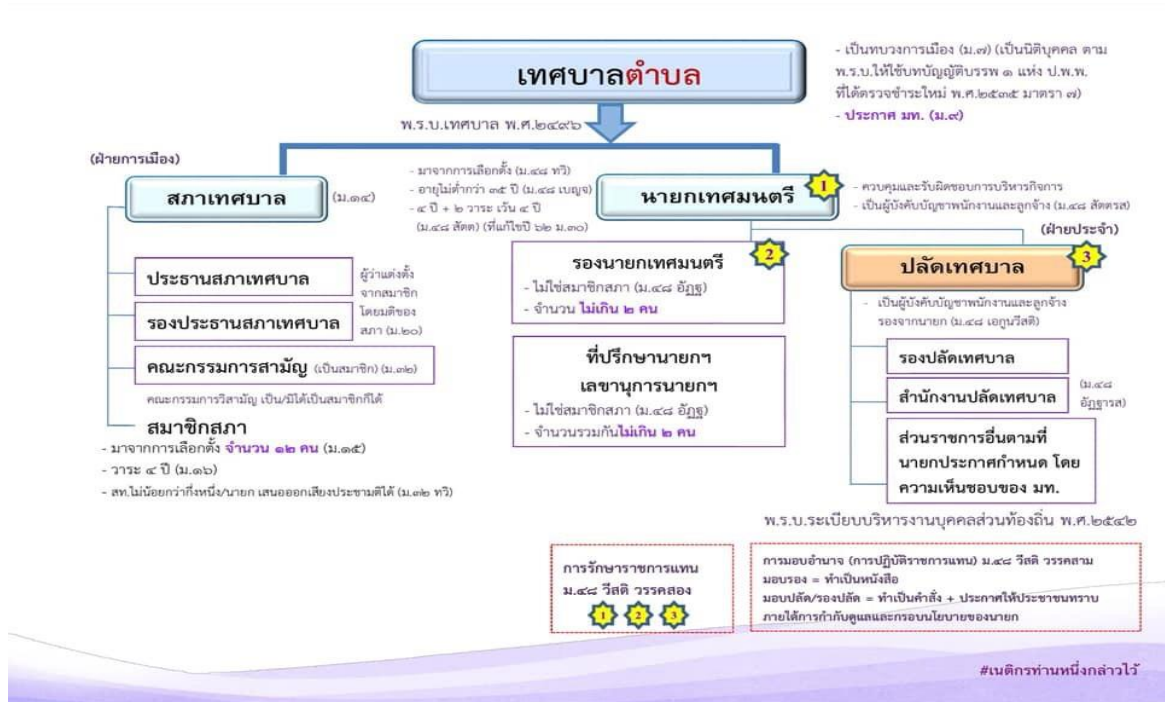 เทศบาลตำบล
- เป็นทบวงการเมือง (ม.๗) (เป็นนิติบุคคล ตาม
พ.ร.บ.ให้ใช้บทบัญญัติบรรพ ๑ แห่ง ป.พ.พ.
ที่ได้ตรวจชำระใหม่ พ.ศ.๒๕๓๕ มาตรา ๗)
- ประกาศ มท. (ม.๙)
พ.ร.บ.เทศบาล พ.ศ.๒๔๙๖
(ฝ่ายการเมือง)
สภาเทศบาล
(ม.๑๔)
- มาจากการเลือกตั้ง (ม.๔๘ ทวิ)
- อายุไม่ต่ำกว่า ๓๕ ปี (ม.๔๘ เบญจ)
- ๔ ปี + ๒ วาระ เว้น ๔ ปี
(ม.๔๘ สัตต) (ที่แก้ไขปี ๖๒ ม.๓๐)
นายกเทศมนตรี
1
- ควบคุมและรับผิดชอบการบริหารกิจการ
- เป็นผู้บังคับบัญชาพนักงานและลูกจ้าง (ม.๔๘ สัตตรส)
(ฝ่ายประจำ)
ประธานสภาเทศบาล
รองประธานสภาเทศบาล
ผู้ว่าแต่งตั้ง
จากสมาชิก
โดยมติของ
สภา (ม.๒๐)
คณะกรรมการสามัญ (เป็นสมาชิก) (ม.๓๒)
คณะกรรมการวิสามัญ เป็น/มิได้เป็นสมาชิกก็ได้
สมาชิกสภา
- มาจากการเลือกตั้ง จำนวน ๑๒ คน (ม.๑๕)
- วาระ ๔ ปี (ม.๑๖)
- สท.ไม่น้อยกว่ากึ่งหนึ่ง/นายก เสนอออกเสียงประชามติได้ (ม.๓๒ ทวิ)
รองนายกเทศมนตรี
2
- ไม่ใช่สมาชิกสภา (ม.๔๘ อัฏฐ)
- จำนวน ไม่เกิน ๒ คน
ที่ปรึกษานายกฯ
เลขานุการนายกฯ
- ไม่ใช่สมาชิกสภา (ม.๔๘ อัฏฐ)
- จำนวนรวมกันไม่เกิน ๒ คน
ปลัดเทศบาล
3
- เป็นผู้บังคับบัญชาพนักงานและลูกจ้าง
รองจากนายก (ม.๔๘ เอกูนวีสติ)
รองปลัดเทศบาล
สำนักงานปลัดเทศบาล
(ม.๔๘
อัฏฐารส)
ส่วนราชการอื่นตามที่
นายกประกาศกำหนด โดย
ความเห็นชอบของ มท.
พ.ร.บ.ระเบียบบริหารงานบุคคลส่วนท้องถิ่น พ.ศ.๒๕๔๒
การรักษาราชการแทน
ม.๔๘ วีสติ วรรคสอง
1 2 3
การมอบอำนาจ (การปฏิบัติราชการแทน) ม.๔๘ วีสติ วรรคสาม
มอบรอง = ทำเป็นหนังสือ
มอบปลัด/รองปลัด = ทำเป็นคำสั่ง + ประกาศให้ประชาชนทราบ
ภายใต้การกำกับดูแลและกรอบนโยบายของนายก
#เนติกรท่านหนึ่งกล่าวไว้